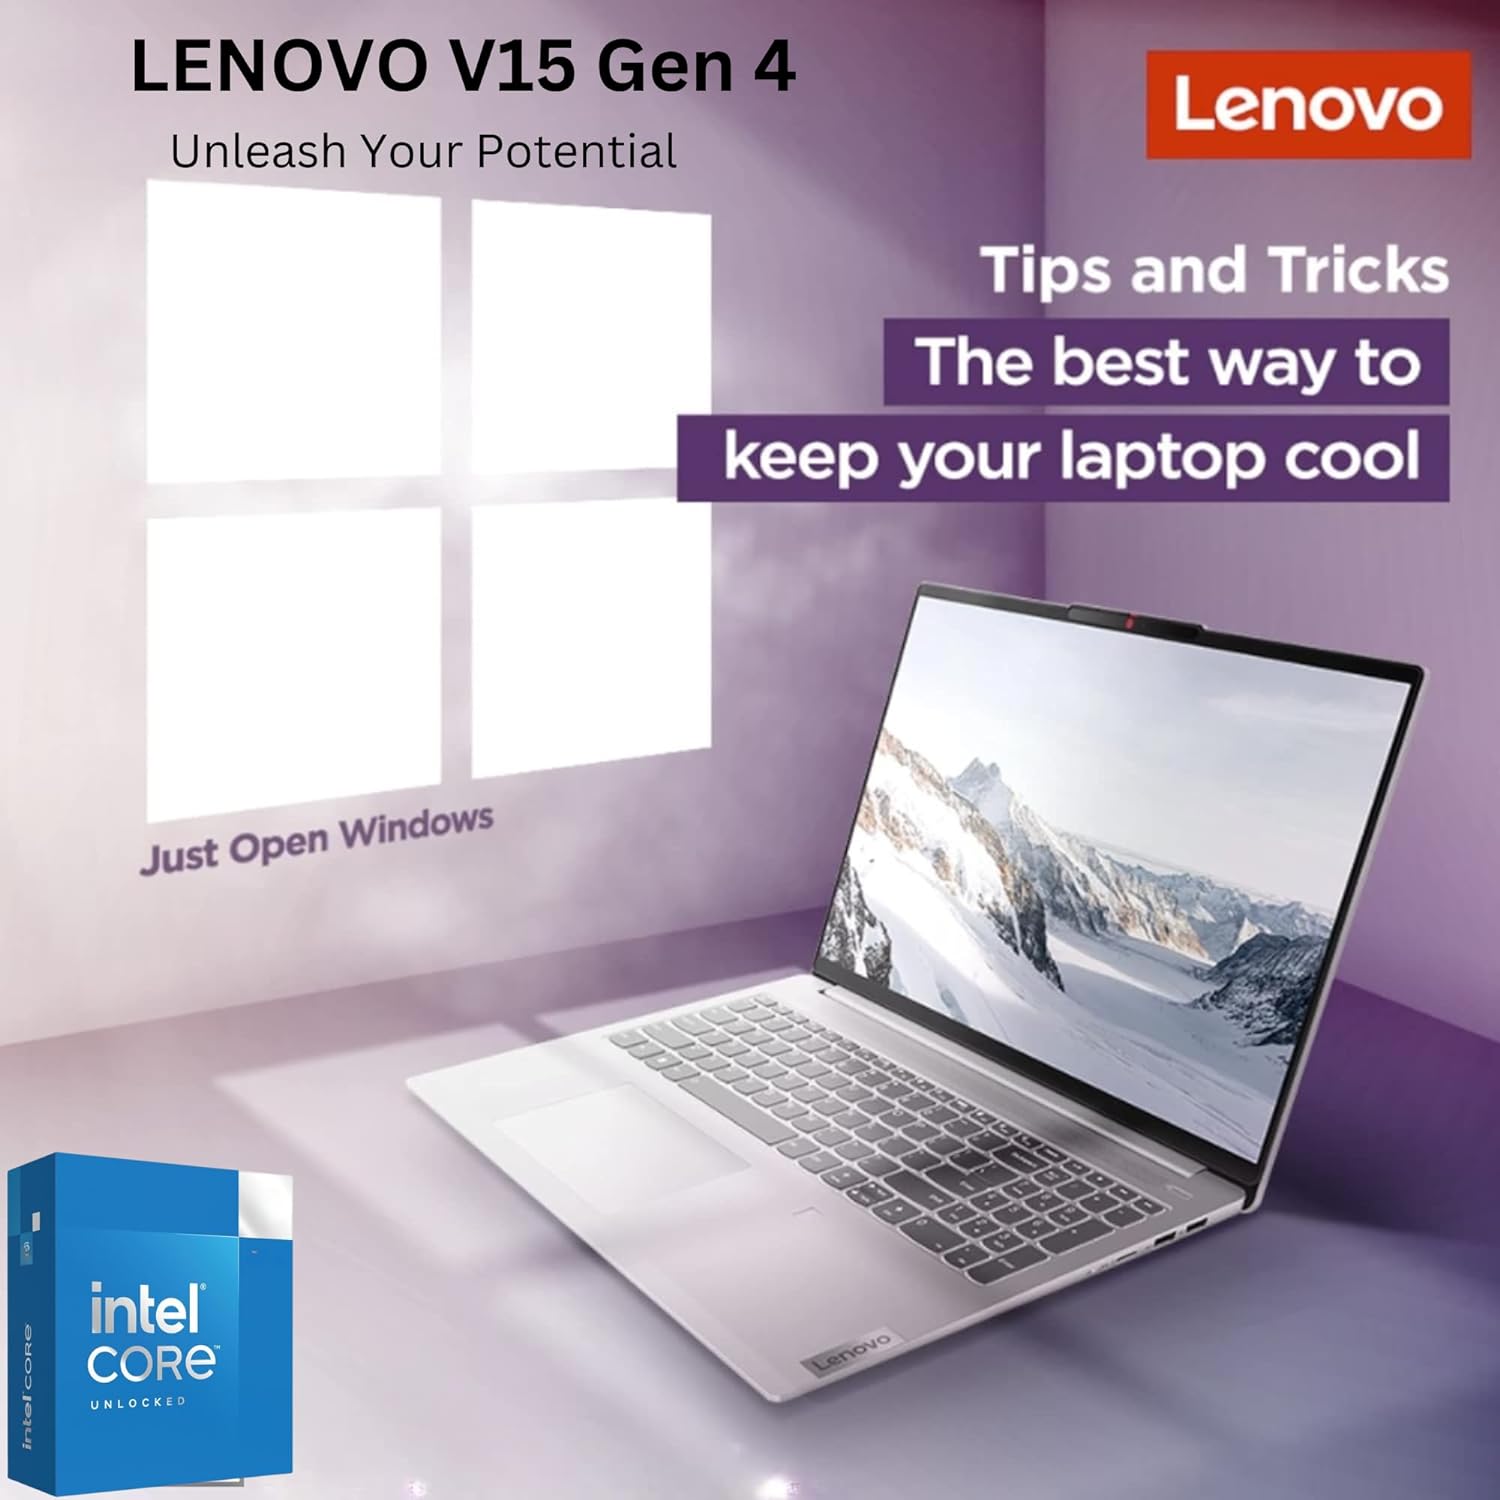 LENOVO V15 Gen 4
Unleash Your Potential
Lenovo
Tips and Tricks
The best way to
keep your laptop cool
Just Open Windows
Lenovo
intel®
CORE™
UNLOCKED
intel CORE